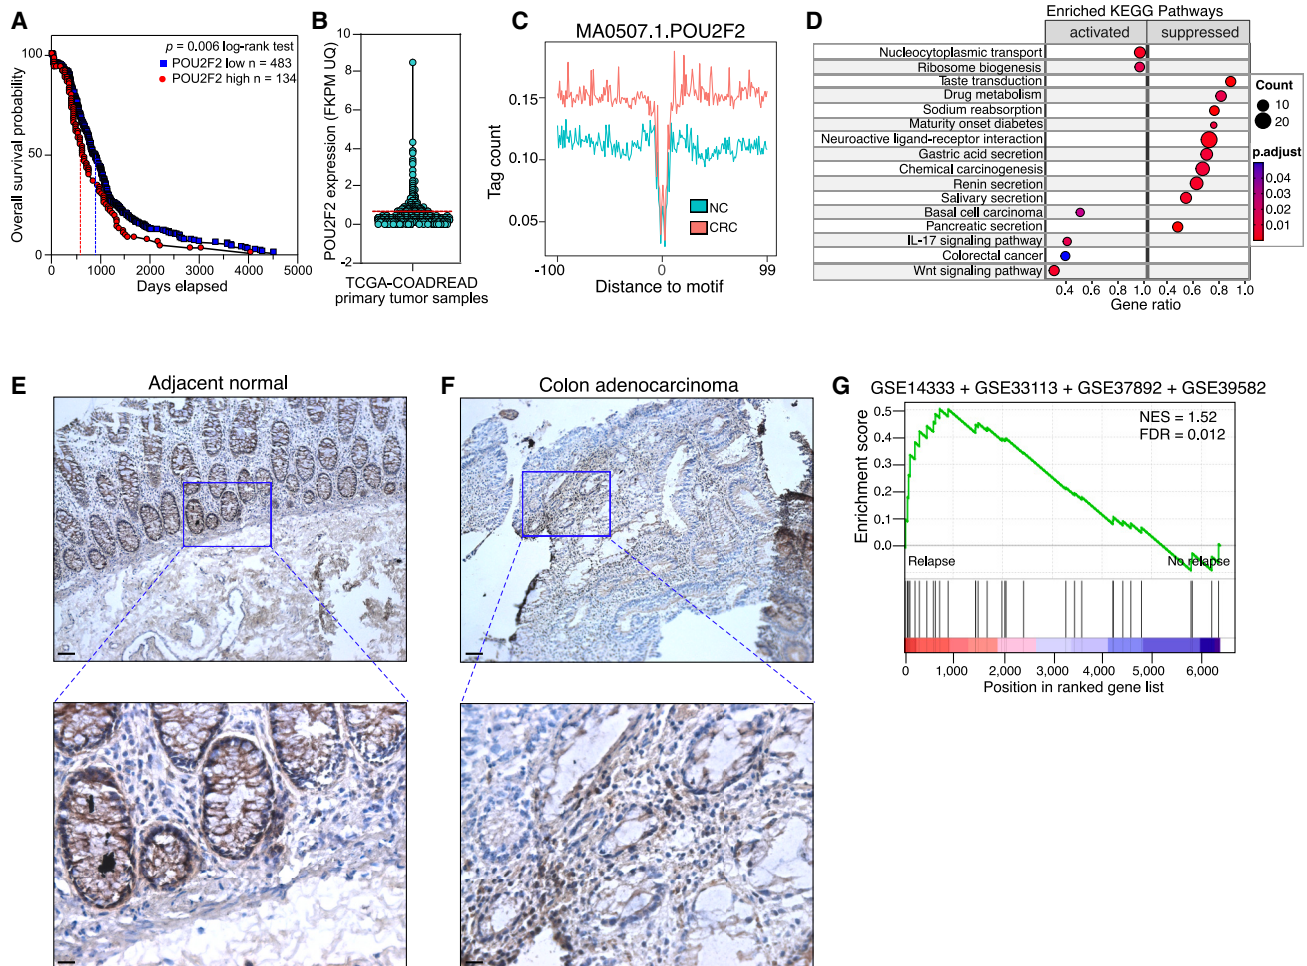 A
p = 0.006 log-rank test
POU2F2 low n = 483
POU2F2 high n = 134
Overall survival probability
100
50
0
0 1000 2000 3000 4000 5000
Days elapsed
B
POU2F2 expression (FKPM UQ)
10
8
6
4
2
0
-2
TCGA-COADREAD
primary tumor samples
C
MA0507.1.POU2F2
Tag count
0.15
0.10
0.05
NC
CRC
-100 0 99
Distance to motif
D
Enriched KEGG Pathways
activated suppressed
Nucleocytoplasmic transport
Ribosome biogenesis
Taste transduction
Drug metabolism
Sodium reabsorption
Maturity onset diabetes
Neuroactive ligand-receptor interaction
Gastric acid secretion
Chemical carcinogenesis
Renin secretion
Salivary secretion
Basal cell carcinoma
Pancreatic secretion
IL-17 signaling pathway
Colorectal cancer
Wnt signaling pathway
0.4 0.6 0.8 1.0 0.4 0.6 0.8 1.0
Gene ratio
Count
10
20
p.adjust
0.04
0.03
0.02
0.01
E
Adjacent normal
F
Colon adenocarcinoma
G
GSE14333 + GSE33113 + GSE37892 + GSE39582
NES = 1.52
FDR = 0.012
Enrichment score
0.5
0.4
0.3
0.2
0.1
0.0
Relapse No relapse
0 1,000 2,000 3,000 4,000 5,000 6,000
Position in ranked gene list